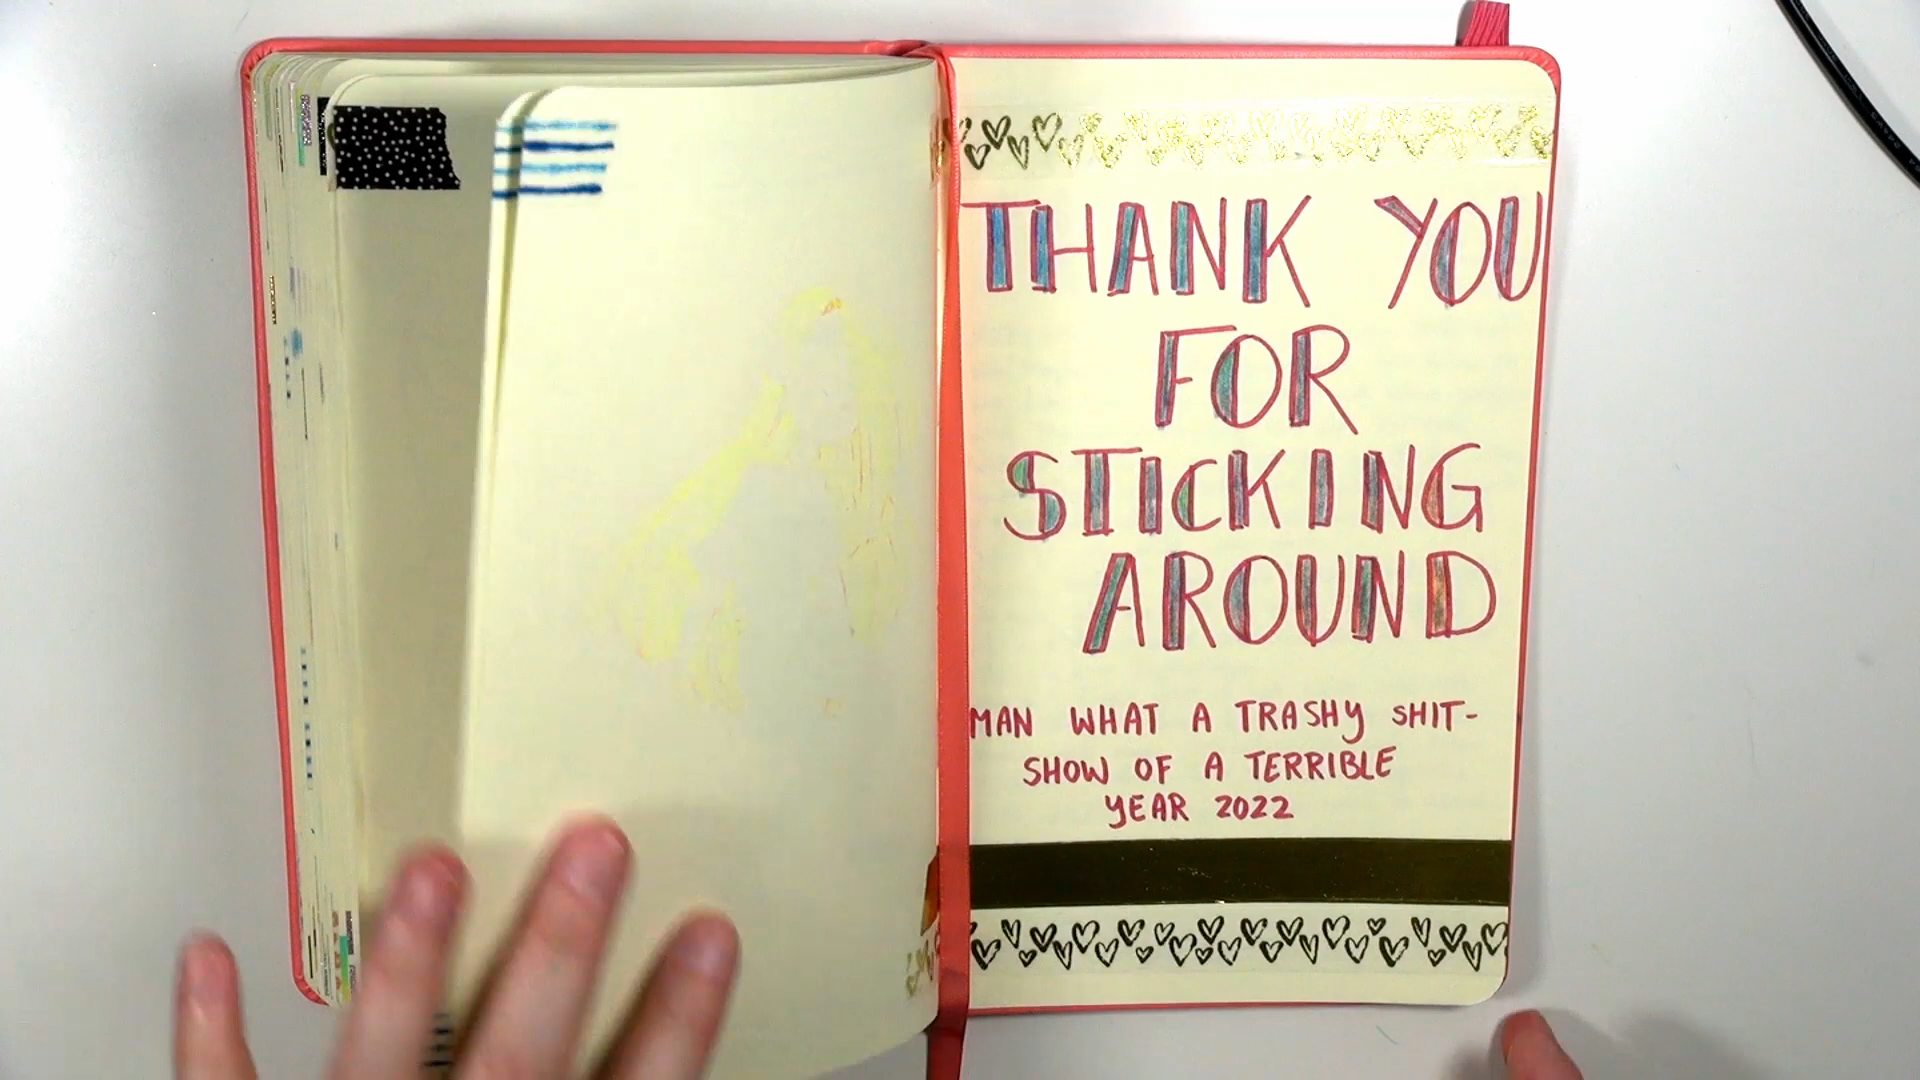 THANK YOU
FOR
STICKING
AROUND
MAN WHAT A TRASHY SHIT-
SHOW OF A TERRIBLE
YEAR 2022